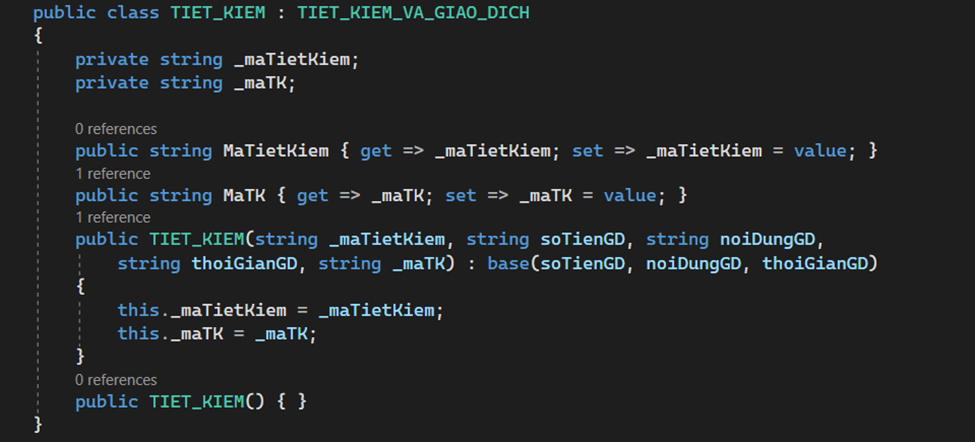 public class TIET_KIEM : TIET_KIEM_VA_GIAO_DICH
{
private string _maTietKiem;
private string _maTK;
0 references
public string MaTietKiem { get => _maTietKiem; set => _maTietKiem = value; }
1 reference
public string MaTK { get => _maTK; set => _maTK = value; }
1 reference
public TIET_KIEM(string _maTietKiem, string soTienGD, string noiDungGD,
string thoiGianGD, string _maTK) : base(soTienGD, noiDungGD, thoiGianGD)
{
this._maTietKiem = _maTietKiem;
this._maTK = _maTK;
}
0 references
public TIET_KIEM() { }
}